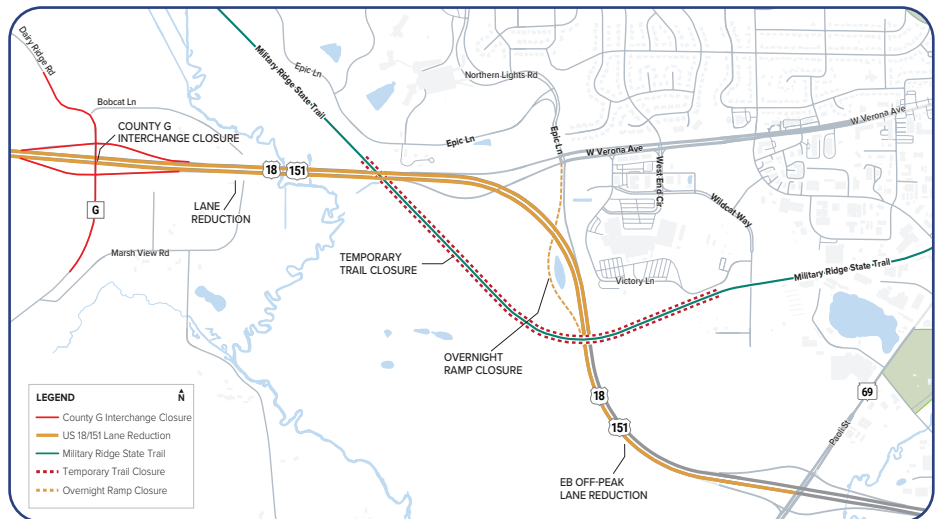 Dairy Ridge Rd
Bobcat Ln
COUNTY G
INTERCHANGE CLOSURE
Military Ridge State Trail
Epic Ln
Northern Lights Rd
Epic Ln
Epic Ln
W Verona Ave
W Verona Ave
West End Cir
Wildcat Way
18
151
LANE
REDUCTION
G
Marsh View Rd
TEMPORARY
TRAIL CLOSURE
Victory Ln
Military Ridge State Trail
OVERNIGHT
RAMP CLOSURE
18
151
69
Paoli St
EB OFF-PEAK
LANE REDUCTION
LEGEND
N
County G Interchange Closure
US 18/151 Lane Reduction
Military Ridge State Trail
Temporary Trail Closure
Overnight Ramp Closure